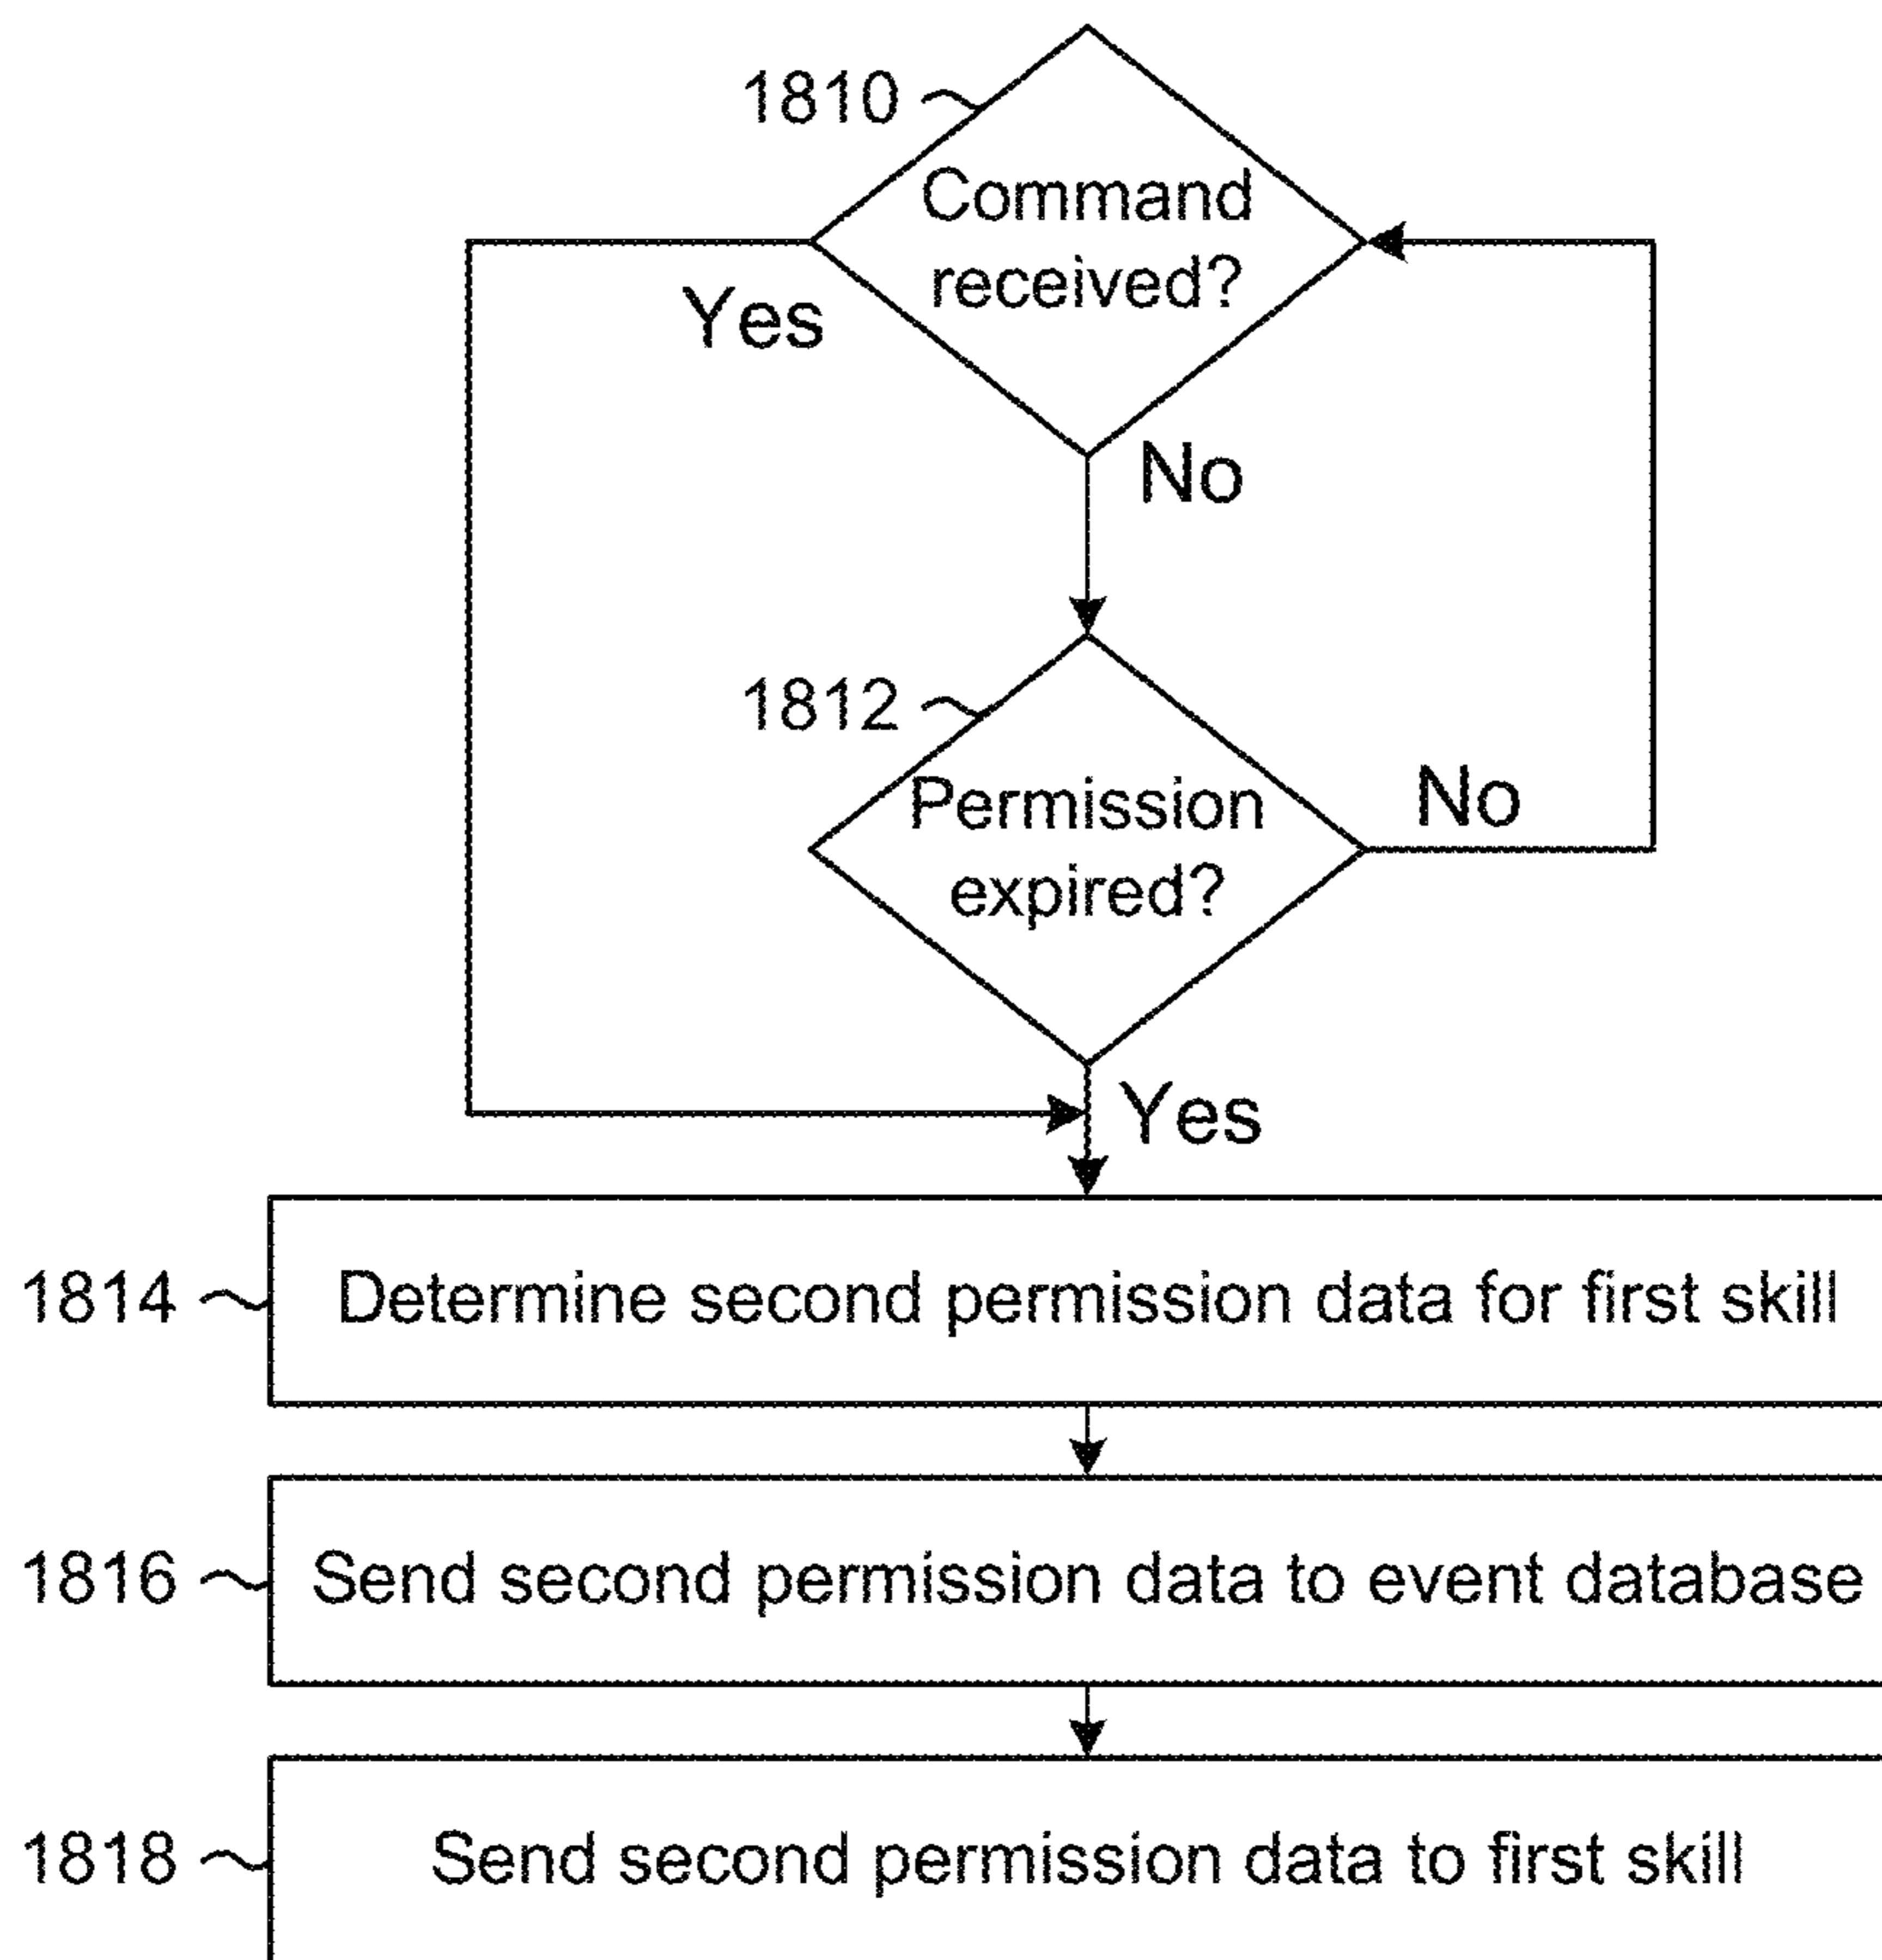 1810
Command
received?
Yes
No
1812
Permission
expired?
No
Yes
1814
Determine second permission data for first skill
1816
Send second permission data to event database
1818
Send second permission data to first skill